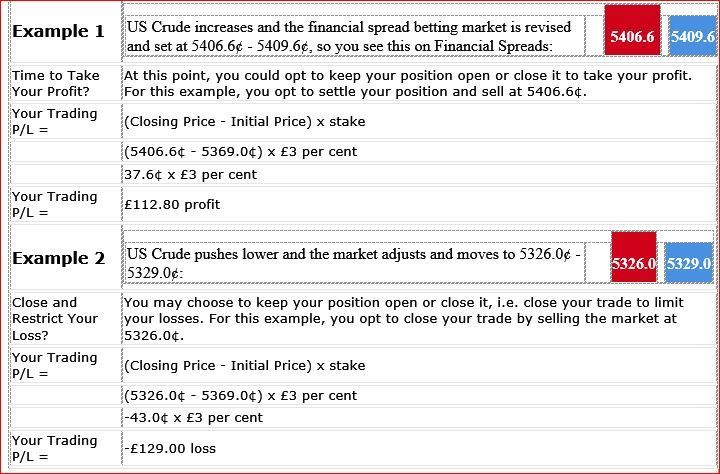 Example 1
US Crude increases and the financial spread betting market is revised
and set at 5406.6¢ - 5409.6¢, so you see this on Financial Spreads:
5406.6
5409.6
Time to Take
Your Profit?
At this point, you could opt to keep your position open or close it to take your profit.
For this example, you opt to settle your position and sell at 5406.6¢.
Your Trading
P/L =
(Closing Price - Initial Price) x stake
(5406.6¢ - 5369.0¢) x £3 per cent
37.6¢ x £3 per cent
Your Trading
P/L =
£112.80 profit
Example 2
US Crude pushes lower and the market adjusts and moves to 5326.0¢ -
5329.0¢:
5326.0
5329.0
Close and
Restrict Your
Loss?
You may choose to keep your position open or close it, i.e. close your trade to limit
your losses. For this example, you opt to close your trade by selling the market at
5326.0¢.
Your Trading
P/L =
(Closing Price - Initial Price) x stake
(5326.0¢ - 5369.0¢) x £3 per cent
-43.0¢ x £3 per cent
Your Trading
P/L =
-£129.00 loss